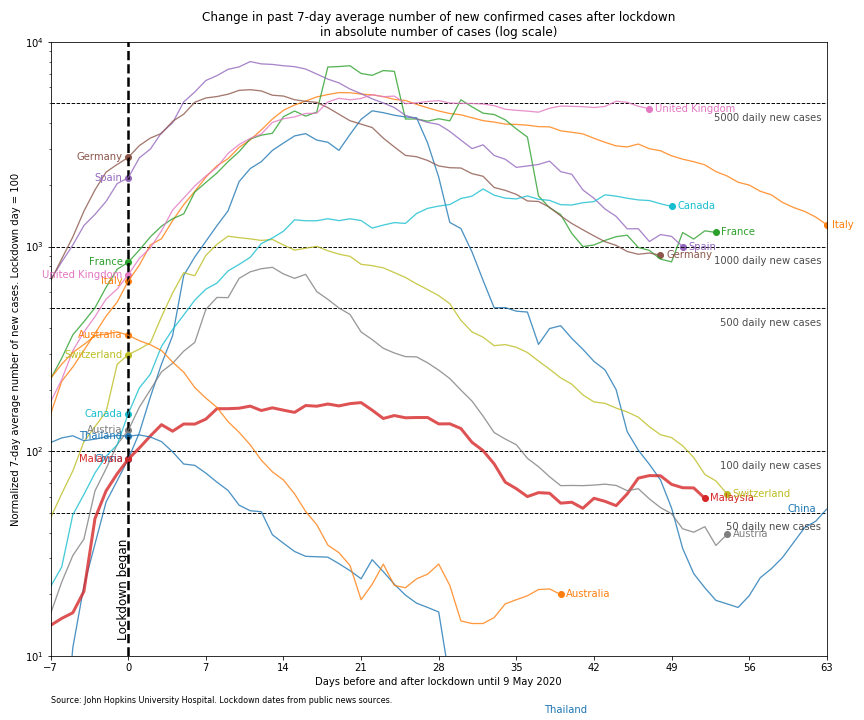 Change in past 7-day average number of new confirmed cases after lockdown
in absolute number of cases (log scale)
Normalized 7-day average number of new cases. Lockdown day = 100
10⁴
10³
10²
10¹
United Kingdom
5000 daily new cases
Germany
Spain
Canada
Italy
France
Spain
1000 daily new cases
Germany
France
United Kingdom
Italy
500 daily new cases
Australia
Switzerland
Canada
Austria
Thailand
Malaysia
China
100 daily new cases
Switzerland
Malaysia
China
50 daily new cases
Austria
Australia
Lockdown began
−7 0 7 14 21 28 35 42 49 56 63
Days before and after lockdown until 9 May 2020
Source: John Hopkins University Hospital. Lockdown dates from public news sources.
Thailand